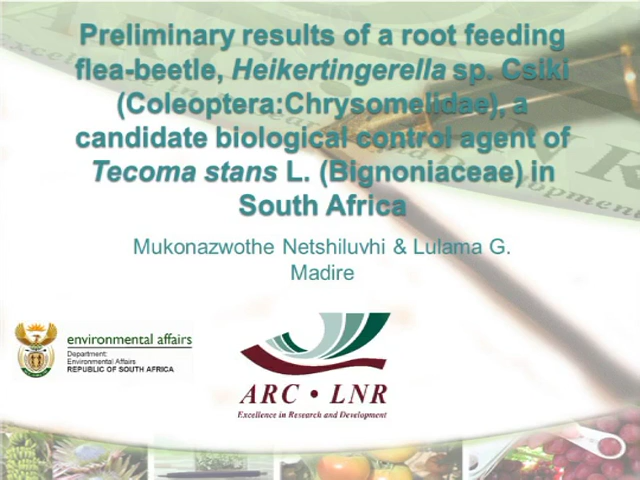 Preliminary results of a root feeding
flea-beetle, Heikertingerella sp. Csiki
(Coleoptera:Chrysomelidae), a
candidate biological control agent of
Tecoma stans L. (Bignoniaceae) in
South Africa
Mukonazwothe Netshiluvhi & Lulama G.
Madire
environmental affairs
Department:
Environmental Affairs
REPUBLIC OF SOUTH AFRICA
ARC • LNR
Excellence in Research and Development